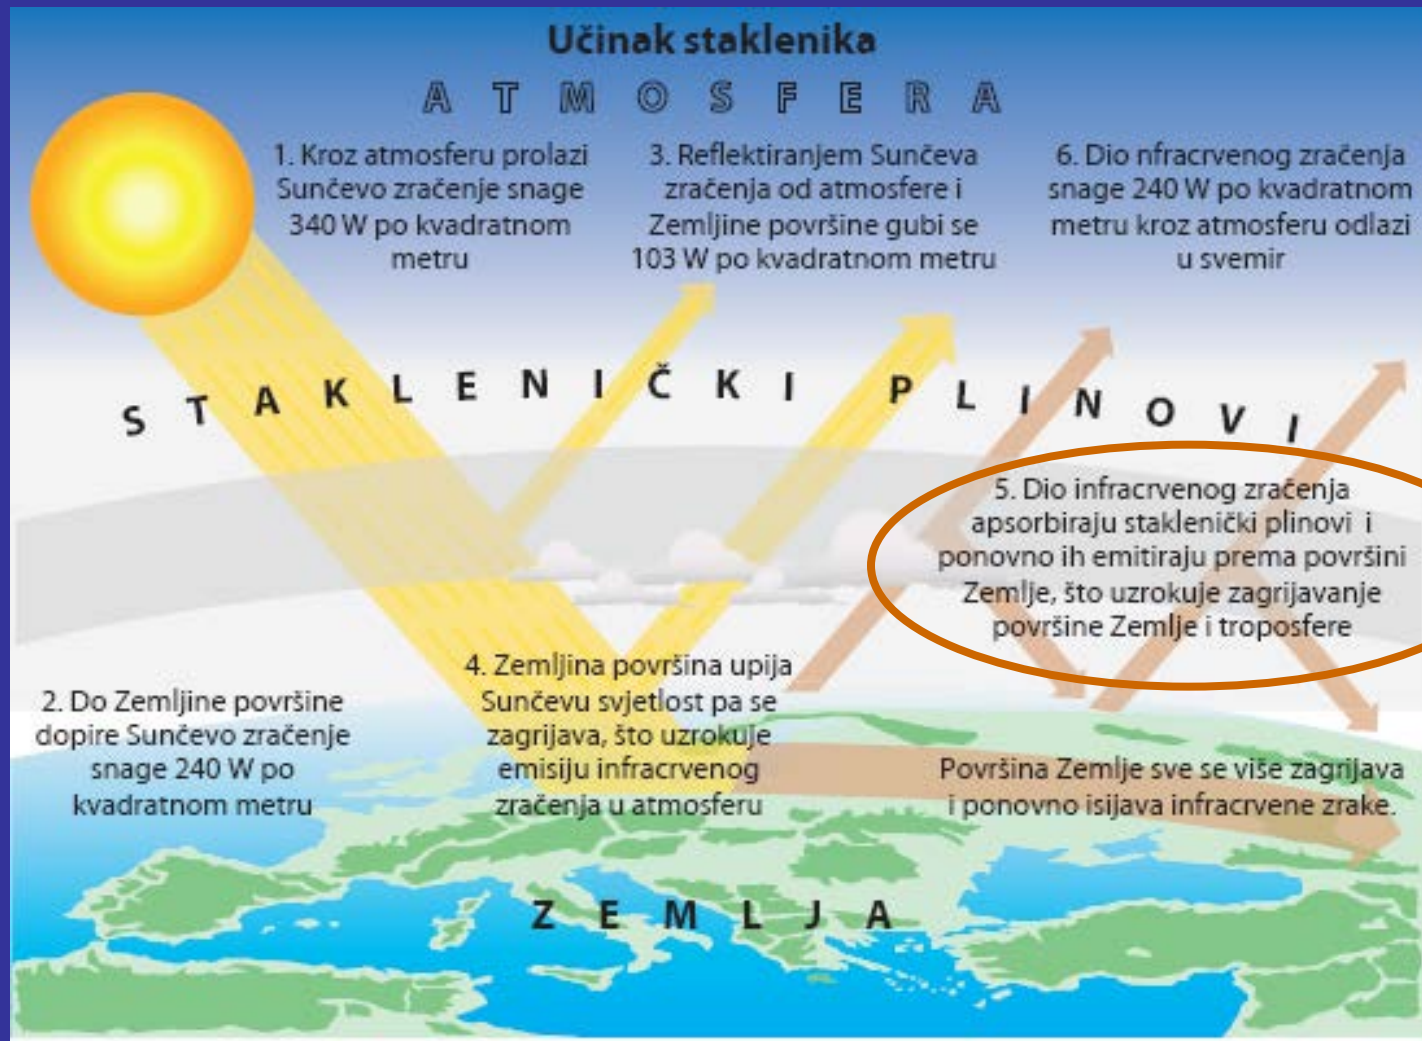 Učinak staklenika
ATMOSFERA
1. Kroz atmosferu prolazi
Sunčevo zračenje snage
340 W po kvadratnom
metru
3. Reflektiranjem Sunčeva
zračenja od atmosfere i
Zemljine površine gubi se
103 W po kvadratnom metru
6. Dio nfracrvenog zračenja
snage 240 W po kvadratnom
metru kroz atmosferu odlazi
u svemir
STAKLENIČKI PLINOVI
5. Dio infracrvenog zračenja
apsorbiraju staklenički plinovi i
ponovno ih emitiraju prema površini
Zemlje, što uzrokuje zagrijavanje
površine Zemlje i troposfere
2. Do Zemljine površine
dopire Sunčevo zračenje
snage 240 W po
kvadratnom metru
4. Zemljina površina upija
Sunčevu svjetlost pa se
zagrijava, što uzrokuje
emisiju infracrvenog
zračenja u atmosferu
Površina Zemlje sve se više zagrijava
i ponovno isijava infracrvene zrake.
ZEMLJA